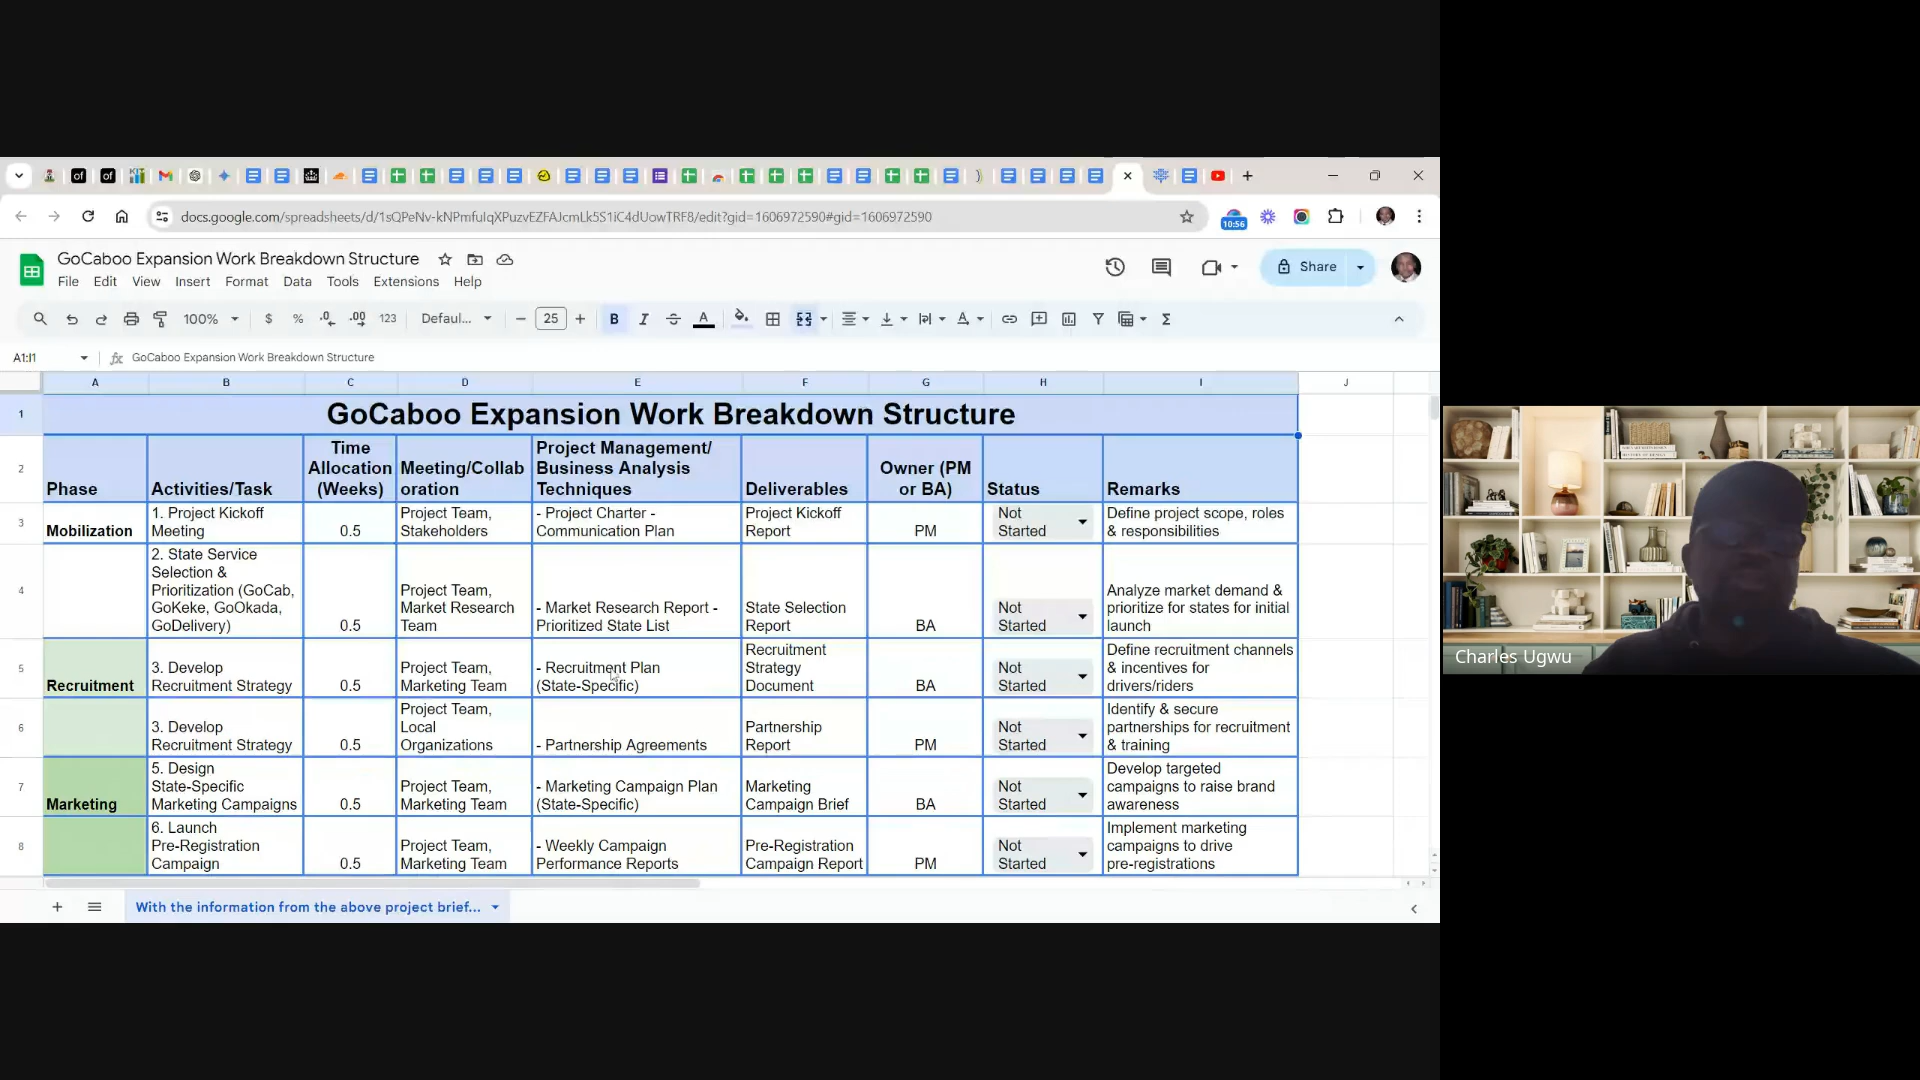 docs.google.com/spreadsheets/d/1sQPeNv-kNPmfuIqXPuzvEZFAJcmLk5S1iC4dUowTRF8/edit?gid=1606972590#gid=1606972590
10:56
GoCaboo Expansion Work Breakdown Structure
File Edit View Insert Format Data Tools Extensions Help
Share
100% $ % .0 .00 123 Defaul... 25 B I A
A1:I1 fx GoCaboo Expansion Work Breakdown Structure
A B C D E F G H I J
1 GoCaboo Expansion Work Breakdown Structure
2
Phase
Activities/Task
Time
Allocation
(Weeks)
Meeting/Collab
oration
Project Management/
Business Analysis
Techniques
Deliverables
Owner (PM
or BA)
Status
Remarks
3
Mobilization
1. Project Kickoff
Meeting
0.5
Project Team,
Stakeholders
- Project Charter -
Communication Plan
Project Kickoff
Report
PM
Not
Started
Define project scope, roles
& responsibilities
4
2. State Service
Selection &
Prioritization (GoCab,
GoKeke, GoOkada,
GoDelivery)
0.5
Project Team,
Market Research
Team
- Market Research Report -
Prioritized State List
State Selection
Report
BA
Not
Started
Analyze market demand &
prioritize for states for initial
launch
5
Recruitment
3. Develop
Recruitment Strategy
0.5
Project Team,
Marketing Team
- Recruitment Plan
(State-Specific)
Recruitment
Strategy
Document
BA
Not
Started
Define recruitment channels
& incentives for
drivers/riders
6
3. Develop
Recruitment Strategy
0.5
Project Team,
Local
Organizations
- Partnership Agreements
Partnership
Report
PM
Not
Started
Identify & secure
partnerships for recruitment
& training
7
Marketing
5. Design
State-Specific
Marketing Campaigns
0.5
Project Team,
Marketing Team
- Marketing Campaign Plan
(State-Specific)
Marketing
Campaign Brief
BA
Not
Started
Develop targeted
campaigns to raise brand
awareness
8
6. Launch
Pre-Registration
Campaign
0.5
Project Team,
Marketing Team
- Weekly Campaign
Performance Reports
Pre-Registration
Campaign Report
PM
Not
Started
Implement marketing
campaigns to drive
pre-registrations
With the information from the above project brief...
Charles Ugwu